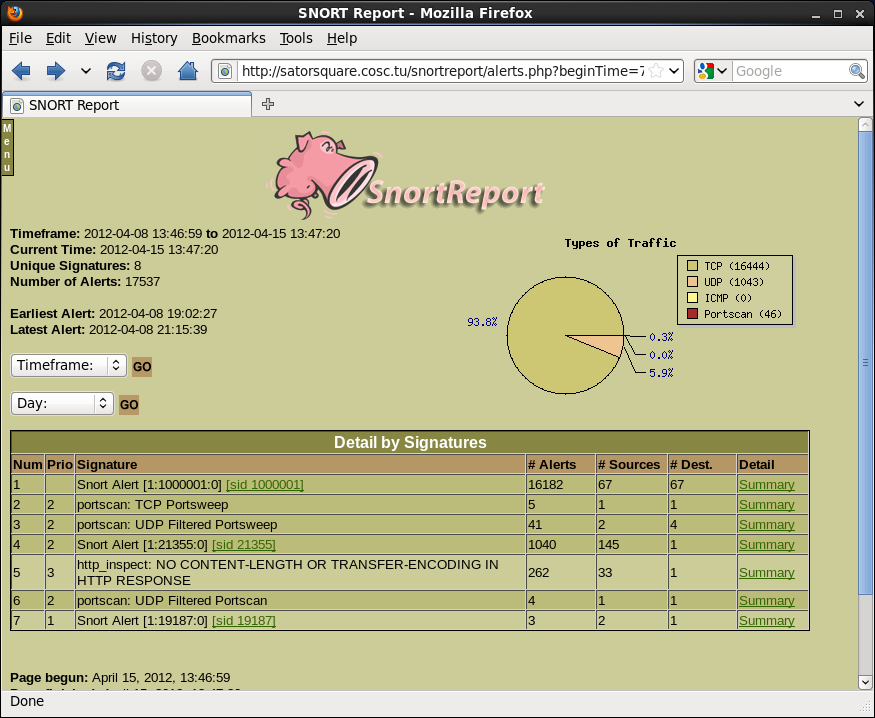 SNORT Report - Mozilla Firefox
File Edit View History Bookmarks Tools Help
http://satorsquare.cosc.tu/snortreport/alerts.php?beginTime=7 Google
SNORT Report
Menu
SnortReport
Timeframe: 2012-04-08 13:46:59 to 2012-04-15 13:47:20
Current Time: 2012-04-15 13:47:20
Unique Signatures: 8
Number of Alerts: 17537
Earliest Alert: 2012-04-08 19:02:27
Latest Alert: 2012-04-08 21:15:39
Timeframe: GO
Day: GO
Types of Traffic
TCP (16444)
UDP (1043)
ICMP (0)
Portscan (46)
93.8%
0.3%
0.0%
5.9%
Detail by Signatures
Num Prio Signature # Alerts # Sources # Dest. Detail
1 Snort Alert [1:1000001:0] [sid 1000001] 16182 67 67 Summary
2 2 portscan: TCP Portsweep 5 1 1 Summary
3 2 portscan: UDP Filtered Portsweep 41 2 4 Summary
4 2 Snort Alert [1:21355:0] [sid 21355] 1040 145 1 Summary
5 3 http_inspect: NO CONTENT-LENGTH OR TRANSFER-ENCODING IN HTTP RESPONSE 262 33 1 Summary
6 2 portscan: UDP Filtered Portscan 4 1 1 Summary
7 1 Snort Alert [1:19187:0] [sid 19187] 3 2 1 Summary
Page begun: April 15, 2012, 13:46:59
Done